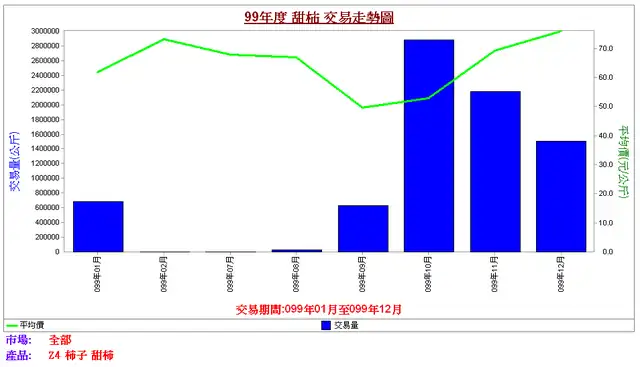 99年度 甜柿 交易走勢圖
3000000
2800000
2600000
2400000
2200000
2000000
1800000
1600000
1400000
1200000
1000000
800000
600000
400000
200000
0
交易量(公斤)
70.0
60.0
50.0
40.0
30.0
20.0
10.0
0.0
平均價(元/公斤)
099年01月
099年02月
099年07月
099年08月
099年09月
099年10月
099年11月
099年12月
交易期間:099年01月至099年12月
平均價
交易量
市場: 全部
產品: Z4 柿子 甜柿